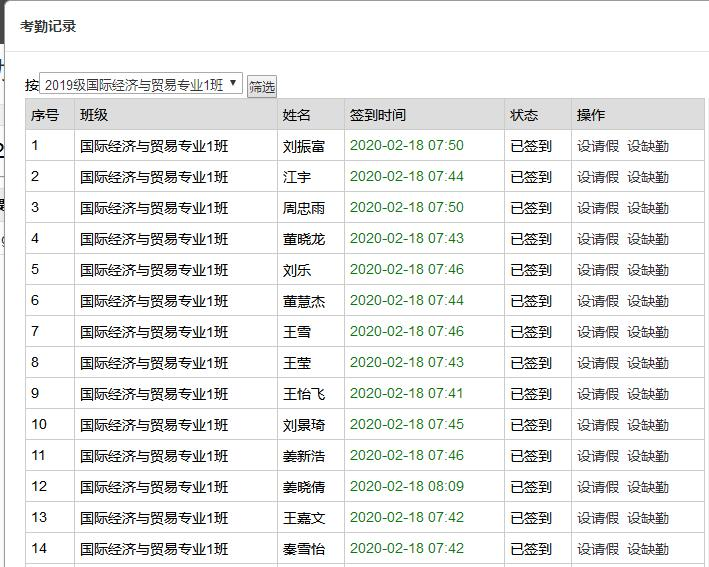 考勤记录
按 2019级国际经济与贸易专业1班 筛选
序号 班级 姓名 签到时间 状态 操作
1 国际经济与贸易专业1班 刘振富 2020-02-18 07:50 已签到 设请假 设缺勤
2 国际经济与贸易专业1班 江宇 2020-02-18 07:44 已签到 设请假 设缺勤
3 国际经济与贸易专业1班 周忠雨 2020-02-18 07:50 已签到 设请假 设缺勤
4 国际经济与贸易专业1班 董晓龙 2020-02-18 07:43 已签到 设请假 设缺勤
5 国际经济与贸易专业1班 刘乐 2020-02-18 07:46 已签到 设请假 设缺勤
6 国际经济与贸易专业1班 董慧杰 2020-02-18 07:44 已签到 设请假 设缺勤
7 国际经济与贸易专业1班 王雪 2020-02-18 07:46 已签到 设请假 设缺勤
8 国际经济与贸易专业1班 王莹 2020-02-18 07:43 已签到 设请假 设缺勤
9 国际经济与贸易专业1班 王怡飞 2020-02-18 07:41 已签到 设请假 设缺勤
10 国际经济与贸易专业1班 刘景琦 2020-02-18 07:45 已签到 设请假 设缺勤
11 国际经济与贸易专业1班 姜新浩 2020-02-18 07:46 已签到 设请假 设缺勤
12 国际经济与贸易专业1班 姜晓倩 2020-02-18 08:09 已签到 设请假 设缺勤
13 国际经济与贸易专业1班 王嘉文 2020-02-18 07:42 已签到 设请假 设缺勤
14 国际经济与贸易专业1班 秦雪怡 2020-02-18 07:42 已签到 设请假 设缺勤